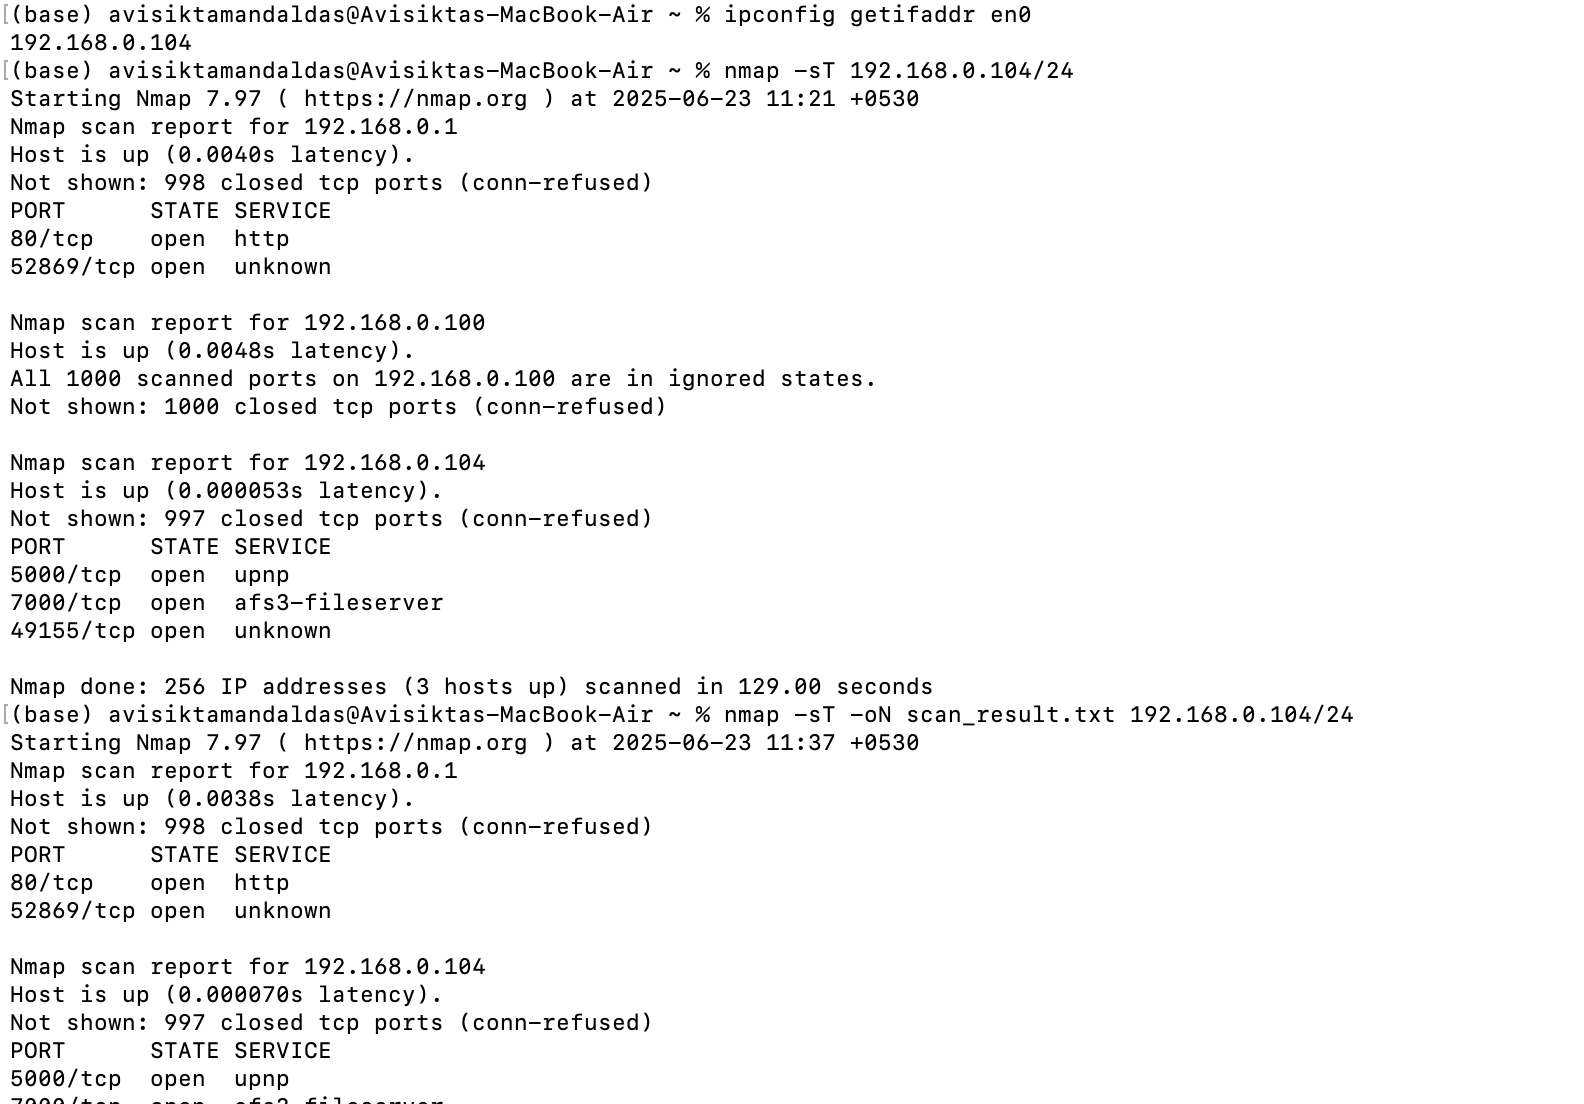 (base) avisiktamandaldas@Avisiktas-MacBook-Air ~ % ipconfig getifaddr en0
192.168.0.104
[(base) avisiktamandaldas@Avisiktas-MacBook-Air ~ % nmap -sT 192.168.0.104/24
Starting Nmap 7.97 ( https://nmap.org ) at 2025-06-23 11:21 +0530
Nmap scan report for 192.168.0.1
Host is up (0.0040s latency).
Not shown: 998 closed tcp ports (conn-refused)
PORT      STATE SERVICE
80/tcp    open  http
52869/tcp open  unknown

Nmap scan report for 192.168.0.100
Host is up (0.0048s latency).
All 1000 scanned ports on 192.168.0.100 are in ignored states.
Not shown: 1000 closed tcp ports (conn-refused)

Nmap scan report for 192.168.0.104
Host is up (0.000053s latency).
Not shown: 997 closed tcp ports (conn-refused)
PORT      STATE SERVICE
5000/tcp  open  upnp
7000/tcp  open  afs3-fileserver
49155/tcp open  unknown

Nmap done: 256 IP addresses (3 hosts up) scanned in 129.00 seconds
[(base) avisiktamandaldas@Avisiktas-MacBook-Air ~ % nmap -sT -oN scan_result.txt 192.168.0.104/24
Starting Nmap 7.97 ( https://nmap.org ) at 2025-06-23 11:37 +0530
Nmap scan report for 192.168.0.1
Host is up (0.0038s latency).
Not shown: 998 closed tcp ports (conn-refused)
PORT      STATE SERVICE
80/tcp    open  http
52869/tcp open  unknown

Nmap scan report for 192.168.0.104
Host is up (0.000070s latency).
Not shown: 997 closed tcp ports (conn-refused)
PORT      STATE SERVICE
5000/tcp  open  upnp